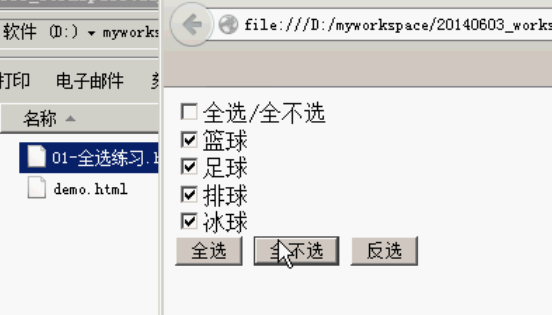 软件 (D:) myworks
file:///D:/myworkspace/20140603_works
打印 电子邮件
名称
01-全选练习.h
demo.html
全选/全不选
篮球
足球
排球
冰球
全选 全不选 反选